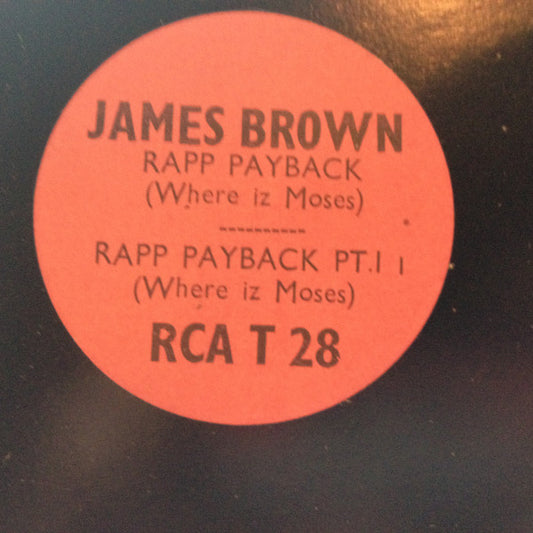 JAMES BROWN
RAPP PAYBACK
(Where iz Moses)
----------
RAPP PAYBACK PT.I I
(Where iz Moses)
RCA T 28